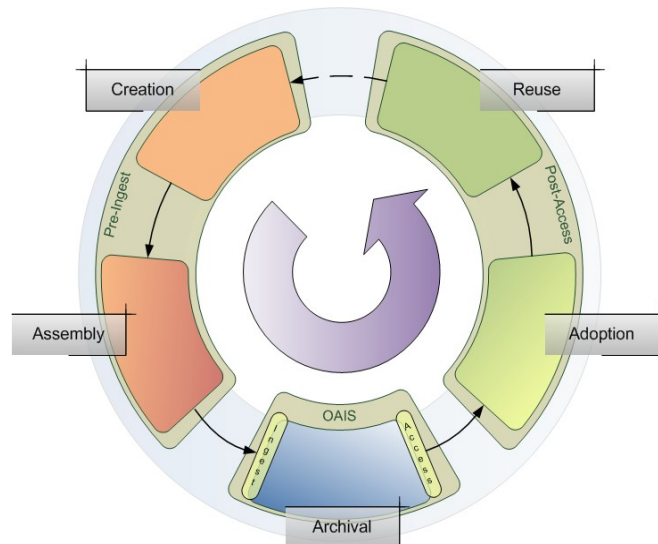 Creation
Reuse
Pre-Ingest
Post-Access
Assembly
Adoption
OAIS
Ingest
Access
Archival